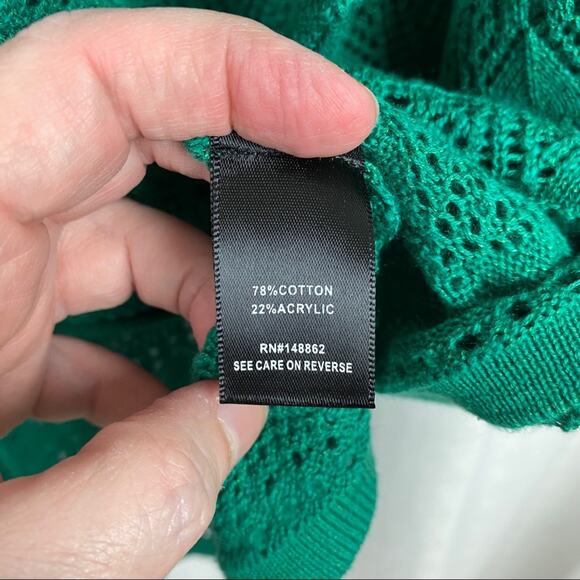 78%COTTON
22%ACRYLIC
RN#148862
SEE CARE ON REVERSE